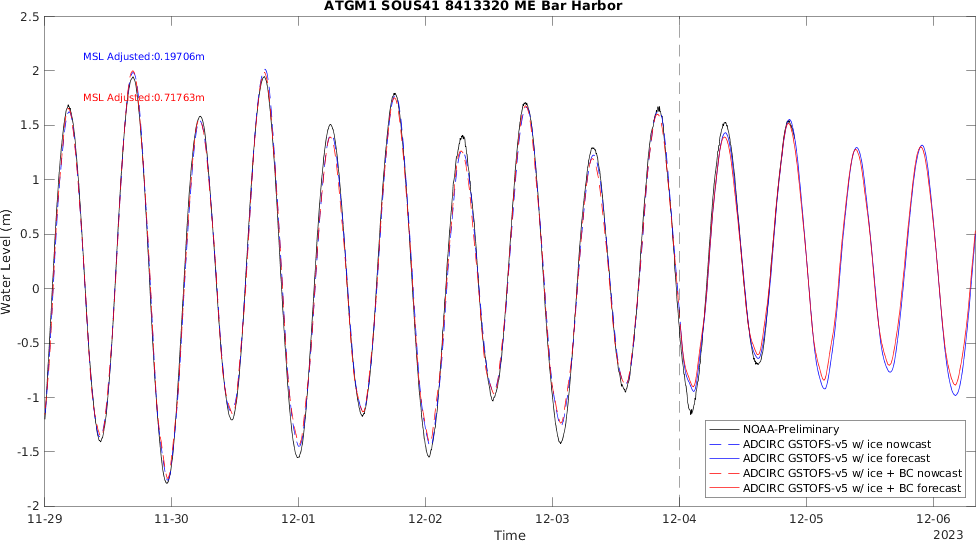 ATGM1 SOUS41 8413320 ME Bar Harbor
2.5
2
1.5
1
0.5
0
-0.5
-1
-1.5
-2
Water Level (m)
MSL Adjusted:0.19706m
MSL Adjusted:0.71763m
NOAA-Preliminary
ADCIRC GSTOFS-v5 w/ ice nowcast
ADCIRC GSTOFS-v5 w/ ice forecast
ADCIRC GSTOFS-v5 w/ ice + BC nowcast
ADCIRC GSTOFS-v5 w/ ice + BC forecast
11-29 11-30 12-01 12-02 12-03 12-04 12-05 12-06
Time
2023